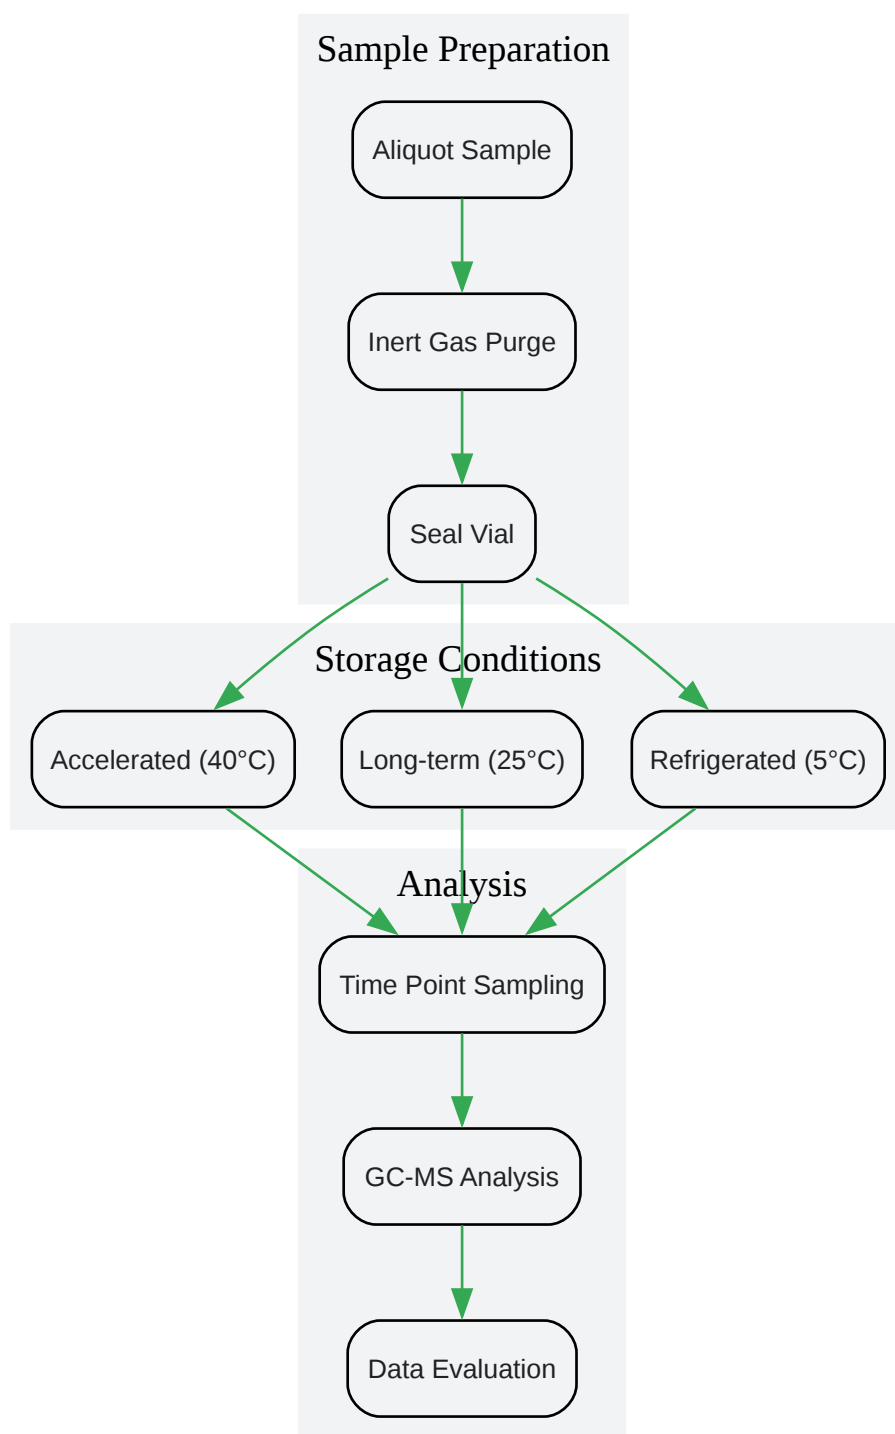 Sample Preparation
Aliquot Sample
Inert Gas Purge
Seal Vial
Storage Conditions
Accelerated (40°C)
Long-term (25°C)
Refrigerated (5°C)
Analysis
Time Point Sampling
GC-MS Analysis
Data Evaluation